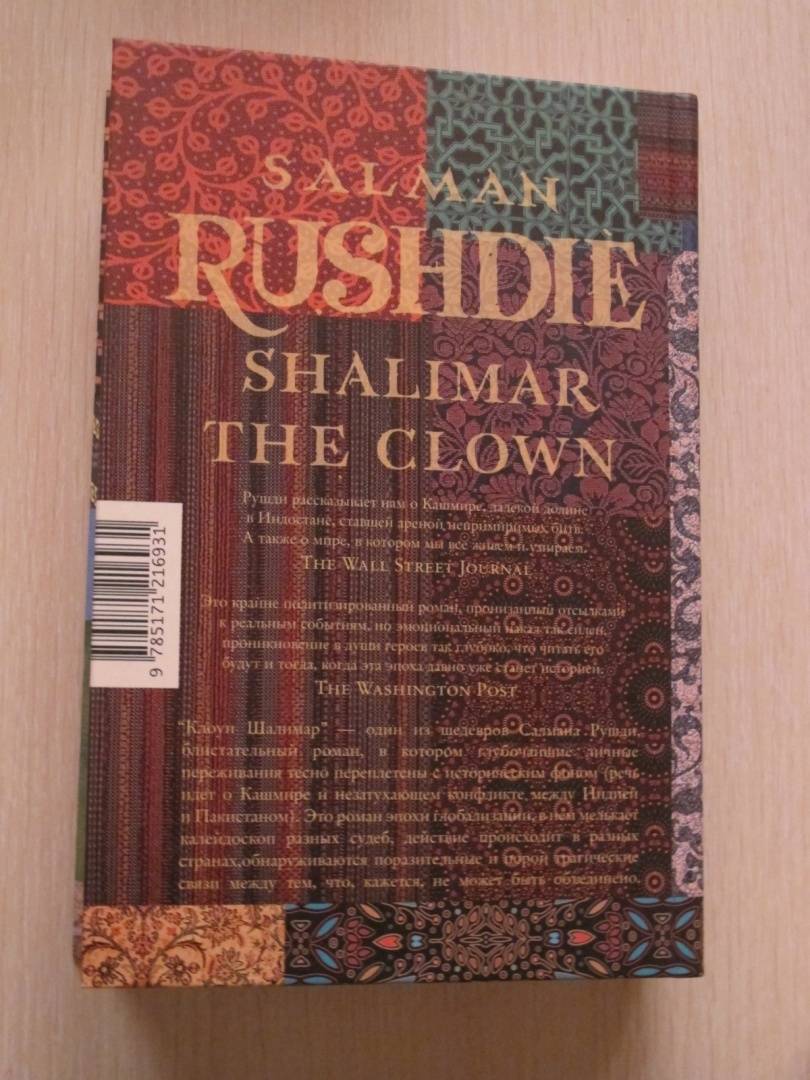 SALMAN
RUSHDIE
SHALIMAR
THE CLOWN
Рушди рассказывает нам о Кашмире, далекой долине
в Индостане, ставшей ареной непримиримых битв.
А также о мире, в котором мы все живем и умираем.
THE WALL STREET JOURNAL
Это крайне политизированный роман, пронизанный отсылками
к реальным событиям, но эмоциональный накал так силен,
проникновение в души героев так глубоко, что читать его
будут и тогда, когда эта эпоха давно уже станет историей.
THE WASHINGTON POST
"Клоун Шалимар" — один из шедевров Салмана Рушди,
блистательный роман, в котором глубочайшие личные
переживания тесно переплетены с историческим фоном (речь
идет о Кашмире и незатухающем конфликте между Индией
и Пакистаном). Это роман эпохи глобализации, в нем мелькает
калейдоскоп разных судеб, действие происходит в разных
странах,обнаруживаются поразительные и порой трагические
связи между тем, что, кажется, не может быть объединено.
9 785171 216931